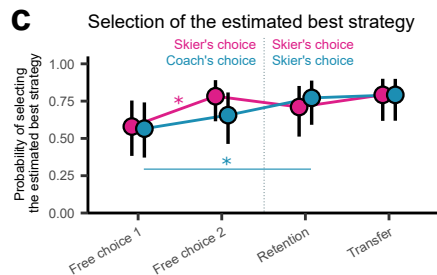 C
Selection of the estimated best strategy
Skier's choice Skier's choice
Coach's choice Skier's choice
Probability of selecting
the estimated best strategy
1.00
0.75
0.50
0.25
0.00
*
*
Free choice 1
Free choice 2
Retention
Transfer